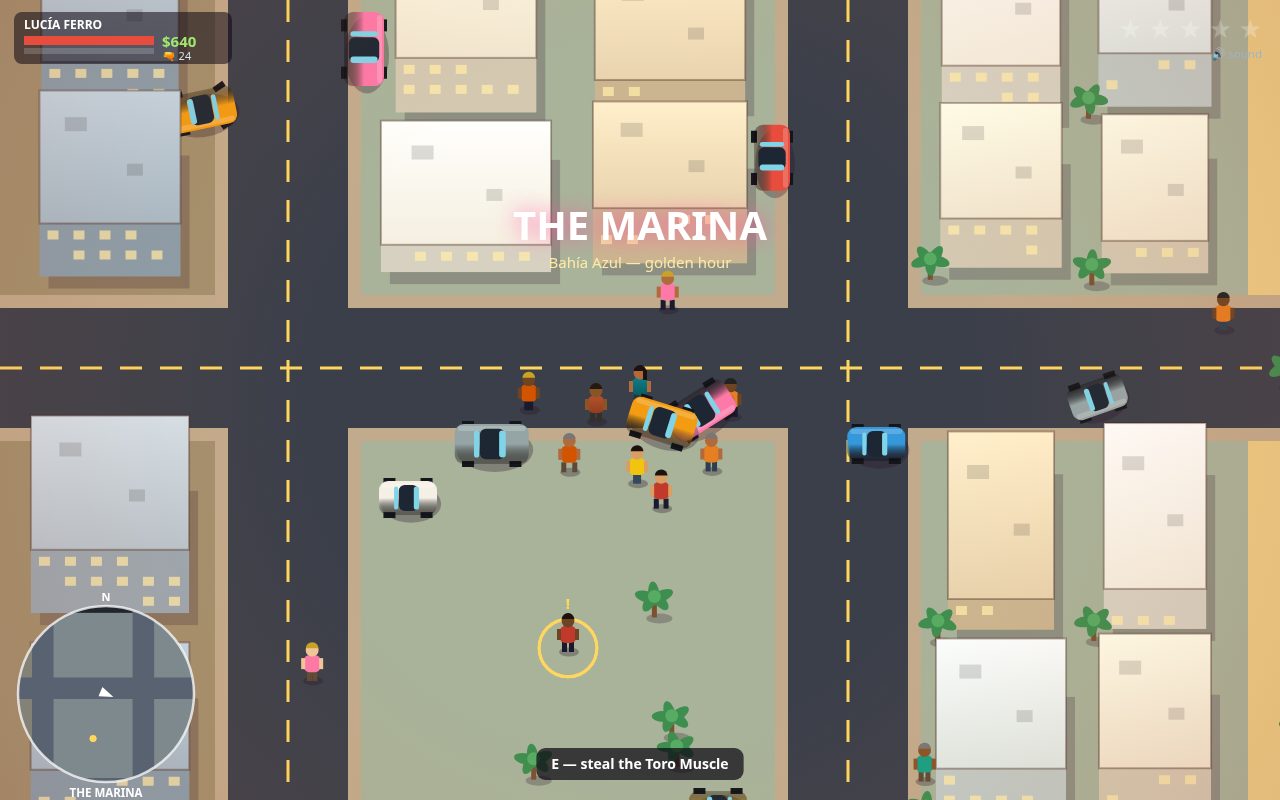 LUCÍA FERRO
$640
24
sound
THE MARINA
Bahía Azul — golden hour
!
N
THE MARINA
E — steal the Toro Muscle